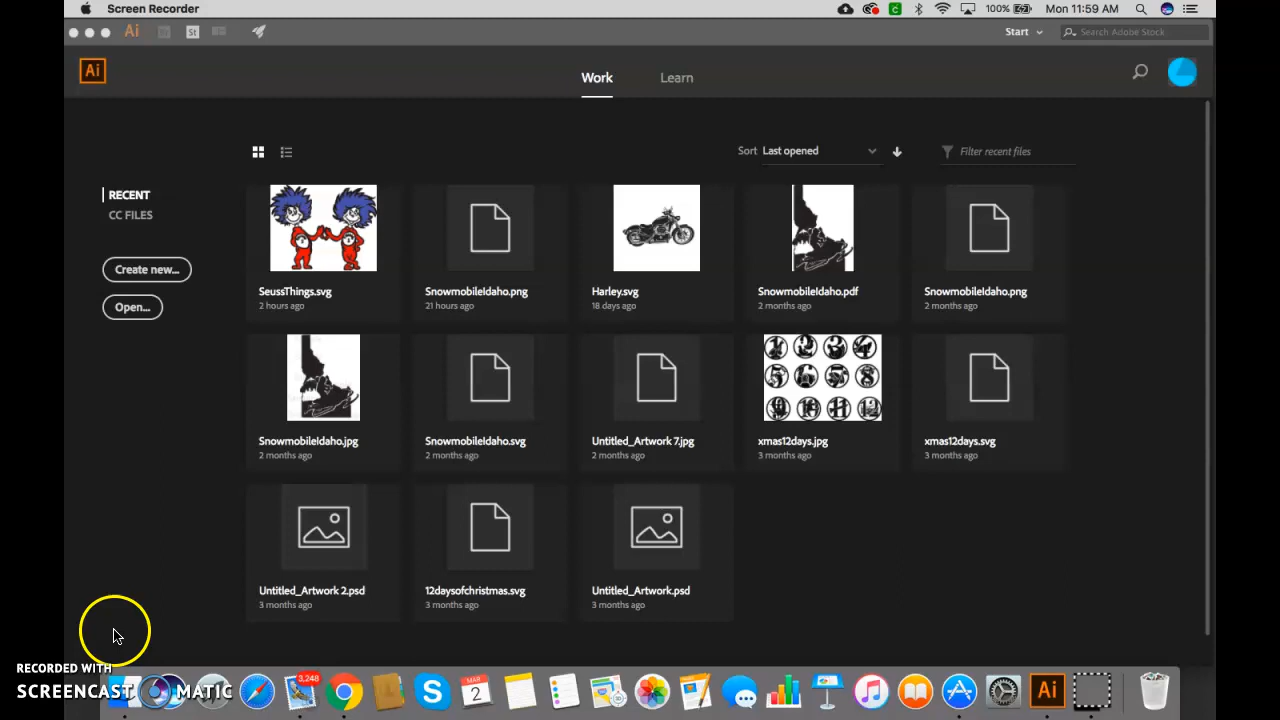 Screen Recorder
100% Mon 11:59 AM
Ai St Start Search Adobe Stock
Ai Work Learn
Sort Last opened Filter recent files
RECENT
CC FILES
Create new...
Open...
SeussThings.svg SnowmobileIdaho.png Harley.svg SnowmobileIdaho.pdf SnowmobileIdaho.png
2 hours ago 21 hours ago 18 days ago 2 months ago 2 months ago
SnowmobileIdaho.jpg SnowmobileIdaho.svg Untitled_Artwork 7.jpg xmas12days.jpg xmas12days.svg
2 months ago 2 months ago 2 months ago 3 months ago 3 months ago
Untitled_Artwork 2.psd 12daysofchristmas.svg Untitled_Artwork.psd
3 months ago 3 months ago 3 months ago
RECORDED WITH
SCREENCAST MATIC
3,248
MAR
2
Ai